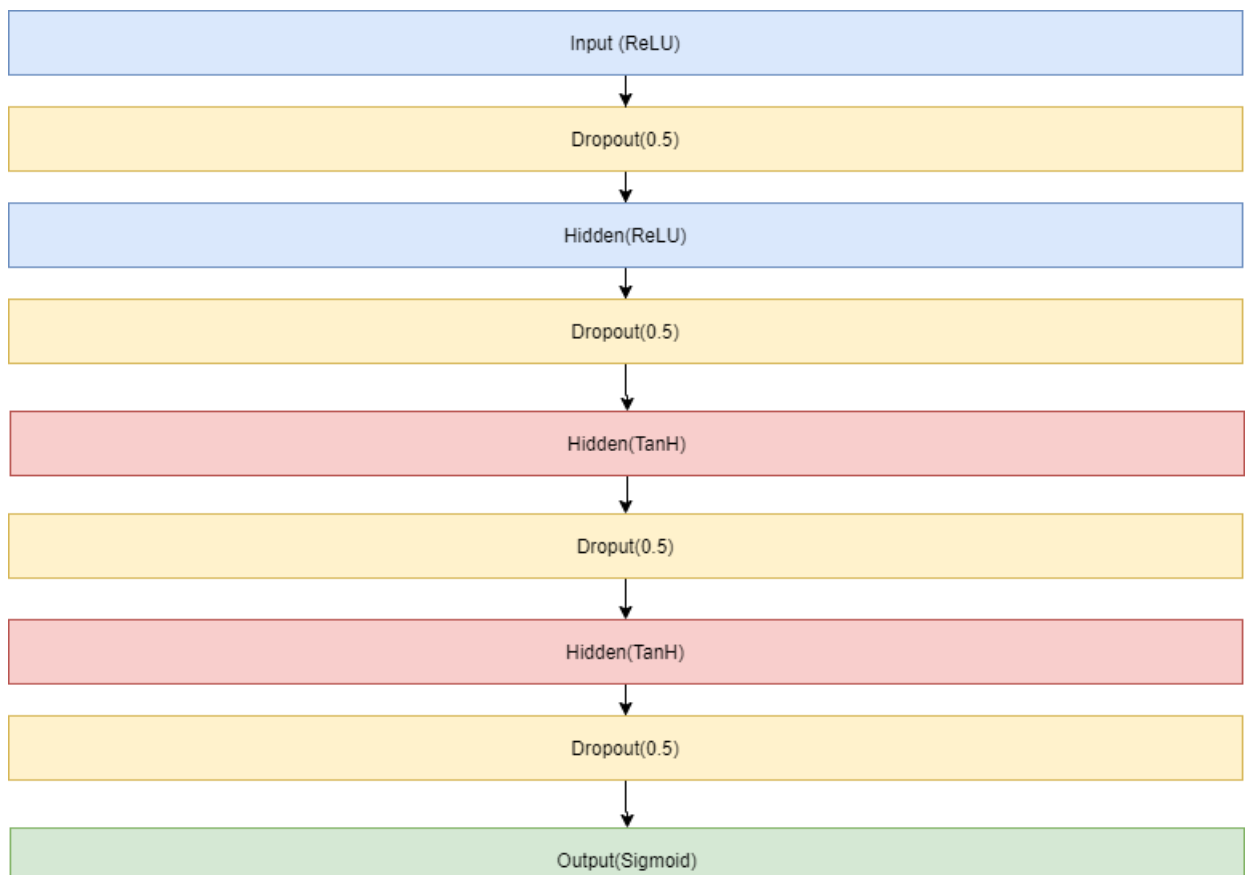 Input (ReLU)
Dropout(0.5)
Hidden(ReLU)
Dropout(0.5)
Hidden(TanH)
Droput(0.5)
Hidden(TanH)
Dropout(0.5)
Output(Sigmoid)